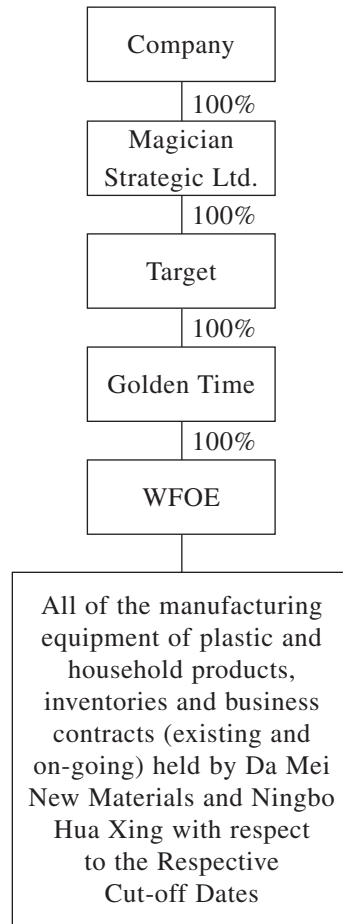 Company
100%
Magician
Strategic Ltd.
100%
Target
100%
Golden Time
100%
WFOE
All of the manufacturing
equipment of plastic and
household products,
inventories and business
contracts (existing and
on-going) held by Da Mei
New Materials and Ningbo
Hua Xing with respect
to the Respective
Cut-off Dates